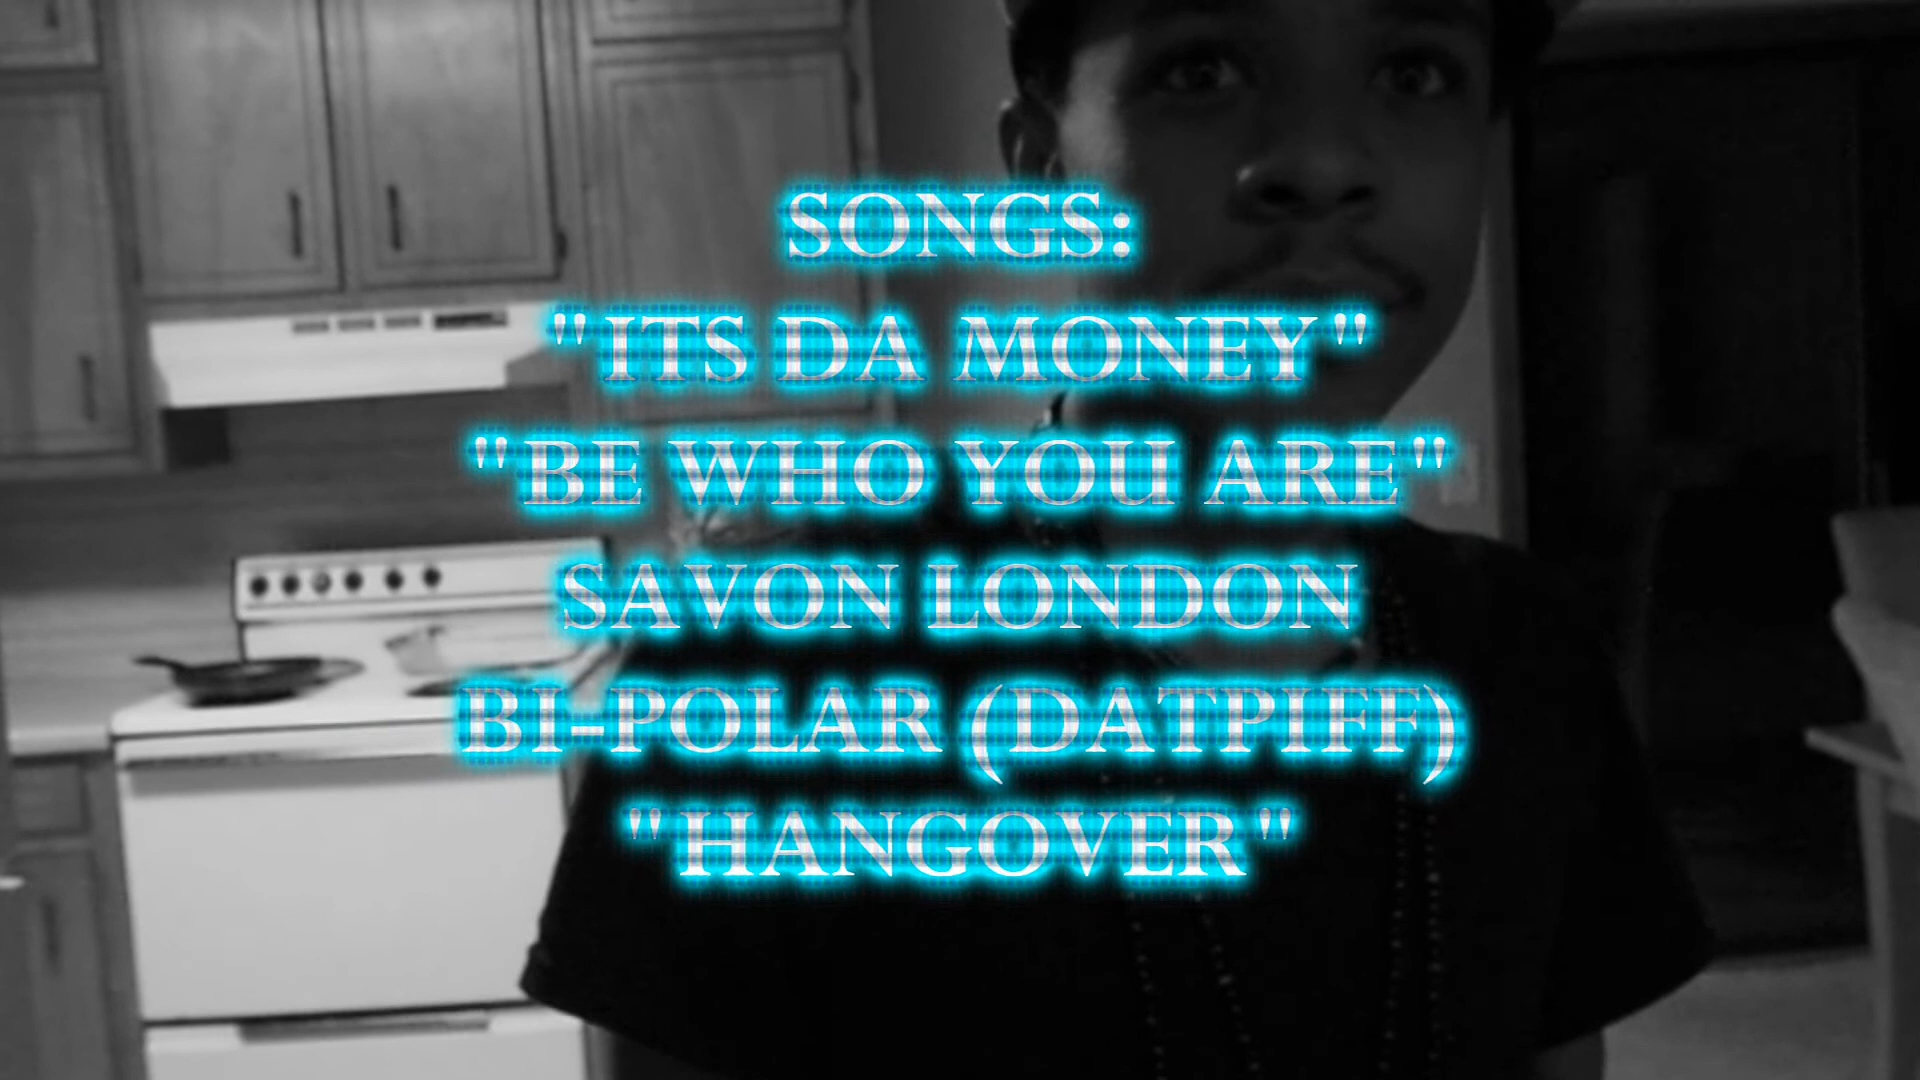 SONGS:
"ITS DA MONEY"
"BE WHO YOU ARE"
SAVON LONDON
BI-POLAR (DATPIFF)
"HANGOVER"